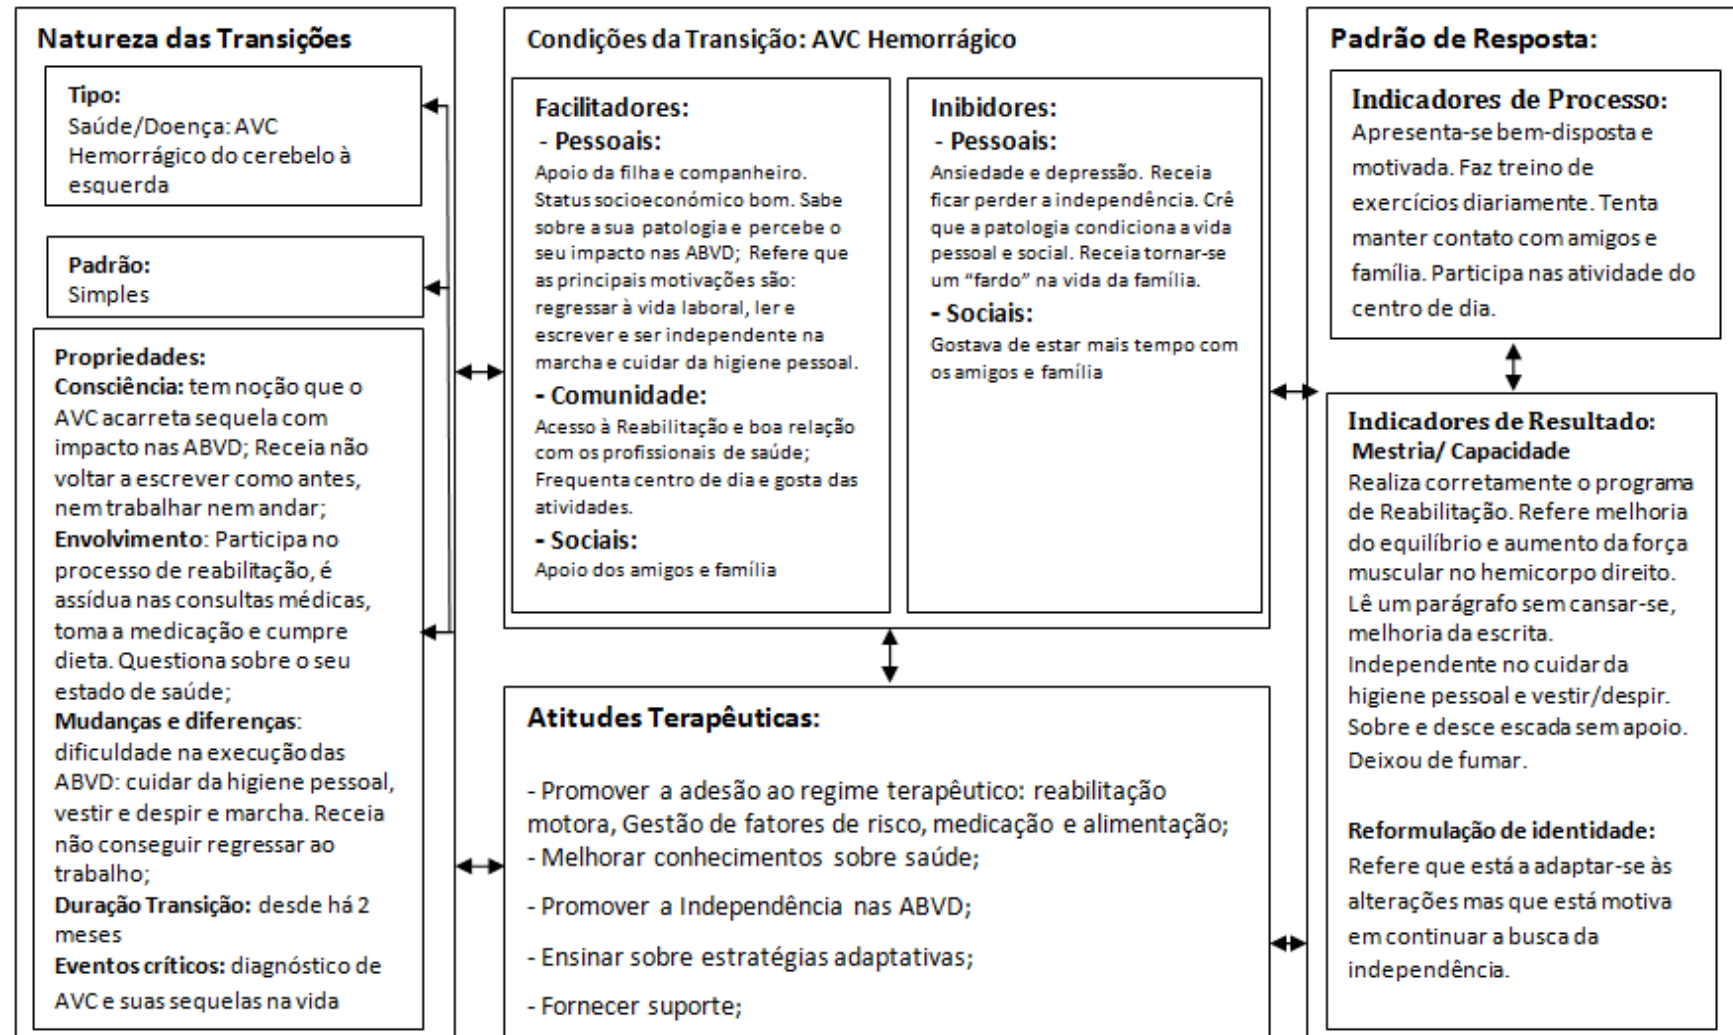 Natureza das Transições
Tipo:
Saúde/Doença: AVC
Hemorrágico do cerebelo à
esquerda
Padrão:
Simples
Propriedades:
Consciência: tem noção que o
AVC acarreta sequela com
impacto nas ABVD; Receia não
voltar a escrever como antes,
nem trabalhar nem andar;
Envolvimento: Participa no
processo de reabilitação, é
assídua nas consultas médicas,
toma a medicação e cumpre
dieta. Questiona sobre o seu
estado de saúde;
Mudanças e diferenças:
dificuldade na execução das
ABVD: cuidar da higiene pessoal,
vestir e despir e marcha. Receia
não conseguir regressar ao
trabalho;
Duração Transição: desde há 2
meses
Eventos críticos: diagnóstico de
AVC e suas sequelas na vida
Condições da Transição: AVC Hemorrágico
Facilitadores:
- Pessoais:
Apoio da filha e companheiro.
Status socioeconómico bom. Sabe
sobre a sua patologia e percebe o
seu impacto nas ABVD; Refere que
as principais motivações são:
regressar à vida laboral, ler e
escrever e ser independente na
marcha e cuidar da higiene pessoal.
- Comunidade:
Acesso à Reabilitação e boa relação
com os profissionais de saúde;
Frequenta centro de dia e gosta das
atividades.
- Sociais:
Apoio dos amigos e família
Inibidores:
- Pessoais:
Ansiedade e depressão. Receia
ficar perder a independência. Crê
que a patologia condiciona a vida
pessoal e social. Receia tornar-se
um “fardo” na vida da família.
- Sociais:
Gostava de estar mais tempo com
os amigos e família
Atitudes Terapêuticas:
- Promover a adesão ao regime terapêutico: reabilitação
motora, Gestão de fatores de risco, medicação e alimentação;
- Melhorar conhecimentos sobre saúde;
- Promover a Independência nas ABVD;
- Ensinar sobre estratégias adaptativas;
- Fornecer suporte;
Padrão de Resposta:
Indicadores de Processo:
Apresenta-se bem-disposta e
motivada. Faz treino de
exercícios diariamente. Tenta
manter contato com amigos e
família. Participa nas atividade do
centro de dia.
Indicadores de Resultado:
Mestria/ Capacidade
Realiza corretamente o programa
de Reabilitação. Refere melhoria
do equilíbrio e aumento da força
muscular no hemicorpo direito.
Lê um parágrafo sem cansar-se,
melhoria da escrita.
Independente no cuidar da
higiene pessoal e vestir/despir.
Sobre e desce escada sem apoio.
Deixou de fumar.
Reformulação de identidade:
Refere que está a adaptar-se às
alterações mas que está motiva
em continuar a busca da
independência.